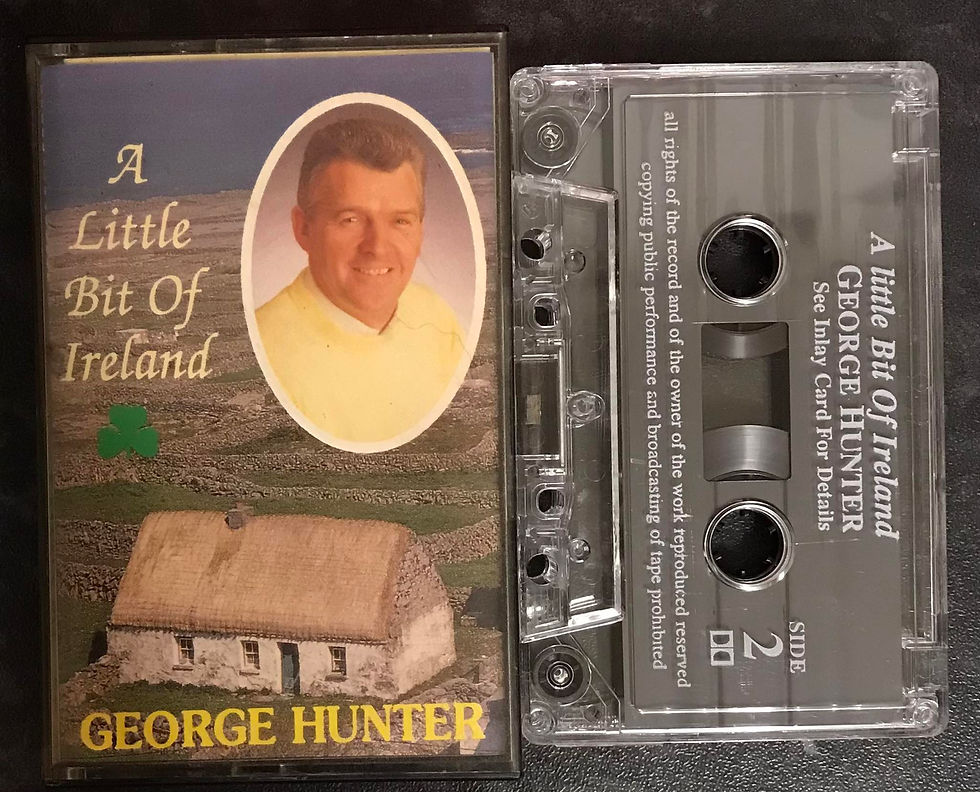 A
Little
Bit Of
Ireland
GEORGE HUNTER
A little Bit Of Ireland
GEORGE HUNTER
See Inlay Card For Details
SIDE
2
all rights of the record and of the owner of the work reproduced reserved
copying public performance and broadcasting of tape prohibited